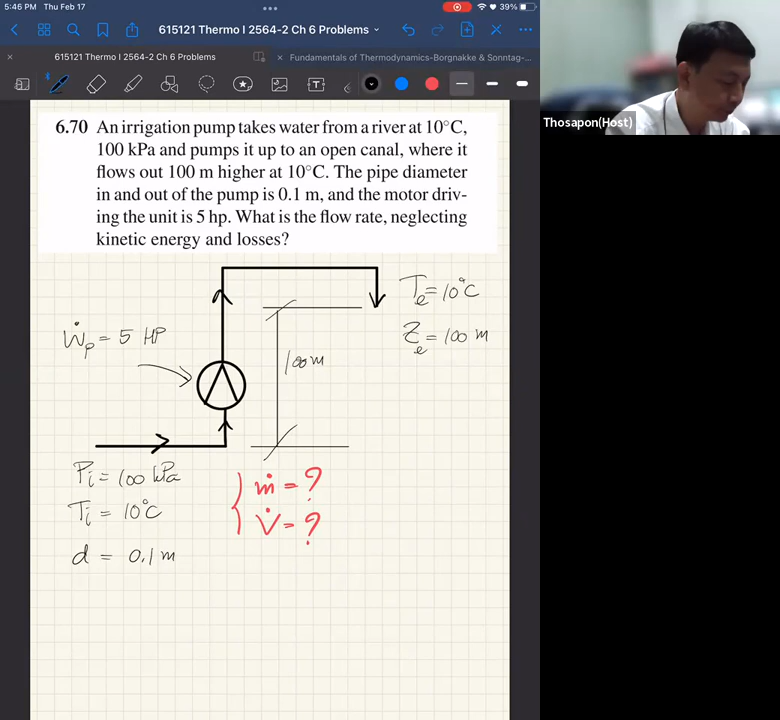 5:46 PM Thu Feb 17
39%
615121 Thermo I 2564-2 Ch 6 Problems
615121 Thermo I 2564-2 Ch 6 Problems
Fundamentals of Thermodynamics-Borgnakke & Sonntag-...
Thosapon(Host)
6.70 An irrigation pump takes water from a river at 10°C,
100 kPa and pumps it up to an open canal, where it
flows out 100 m higher at 10°C. The pipe diameter
in and out of the pump is 0.1 m, and the motor driv-
ing the unit is 5 hp. What is the flow rate, neglecting
kinetic energy and losses?
Te = 10°C
Ze = 100 m
Ẇp = 5 HP
100 m
Pi = 100 kPa
Ti = 10°C
d = 0.1 m
ṁ = ?
V̇ = ?